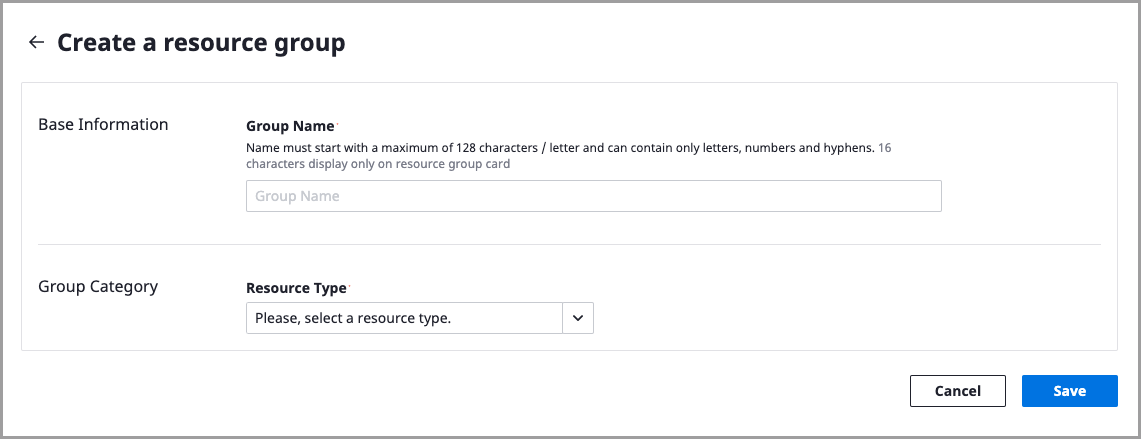 Create a resource group
Base Information
Group Name
Name must start with a maximum of 128 characters / letter and can contain only letters, numbers and hyphens. 16
characters display only on resource group card
Group Name
Group Category
Resource Type
Please, select a resource type.
Cancel
Save